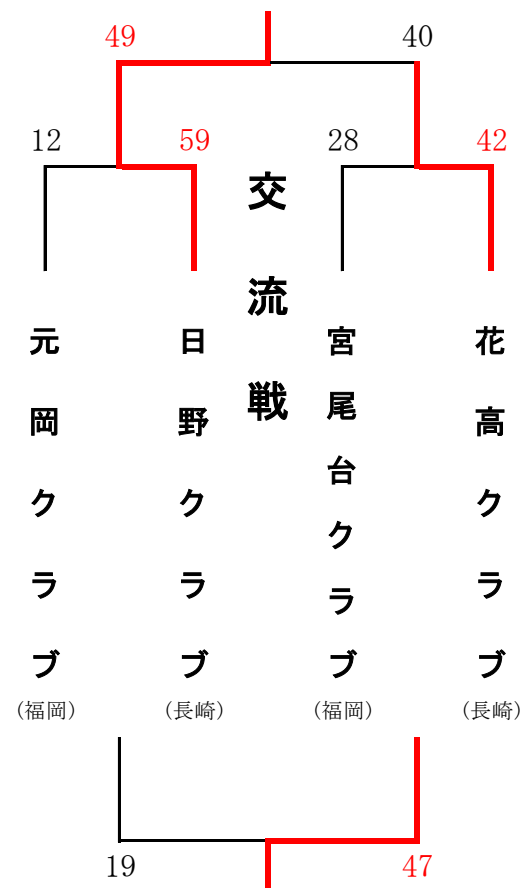 49
40
12
59
28
42
交流戦
元岡クラブ
(福岡)
日野クラブ
(長崎)
宮尾台クラブ
(福岡)
花高クラブ
(長崎)
19
47